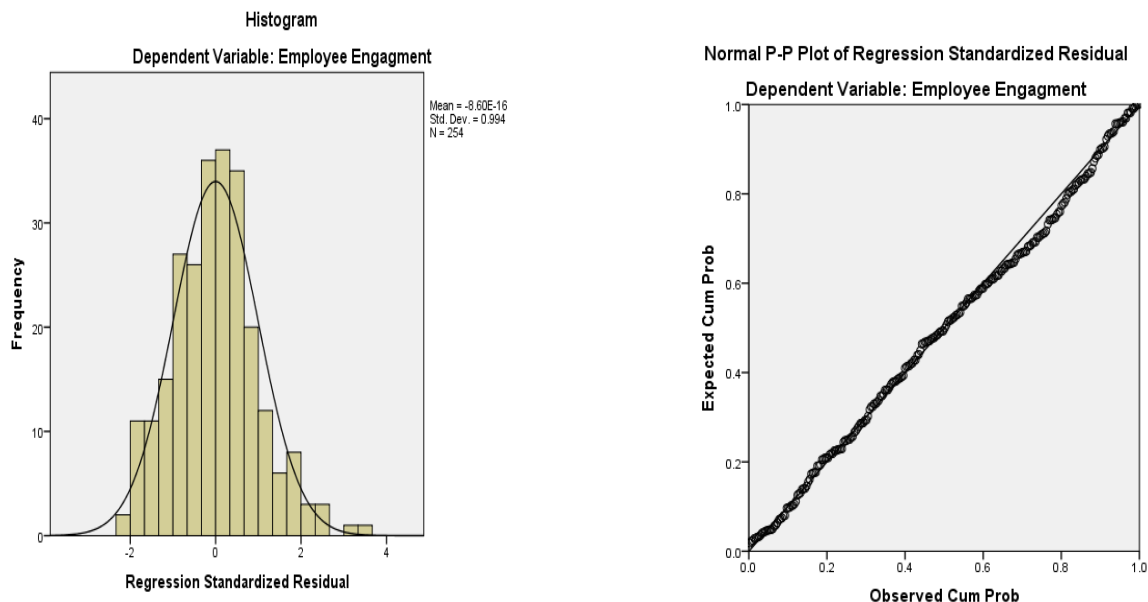 Histogram
Dependent Variable: Employee Engagment
Mean = -8.60E-16
Std. Dev. = 0.994
N = 254
40
30
20
10
0
Frequency
-2 0 2 4
Regression Standardized Residual
Normal P-P Plot of Regression Standardized Residual
Dependent Variable: Employee Engagment
1.0
0.8
0.6
0.4
0.2
0.0
Expected Cum Prob
0.0 0.2 0.4 0.6 0.8 1.0
Observed Cum Prob